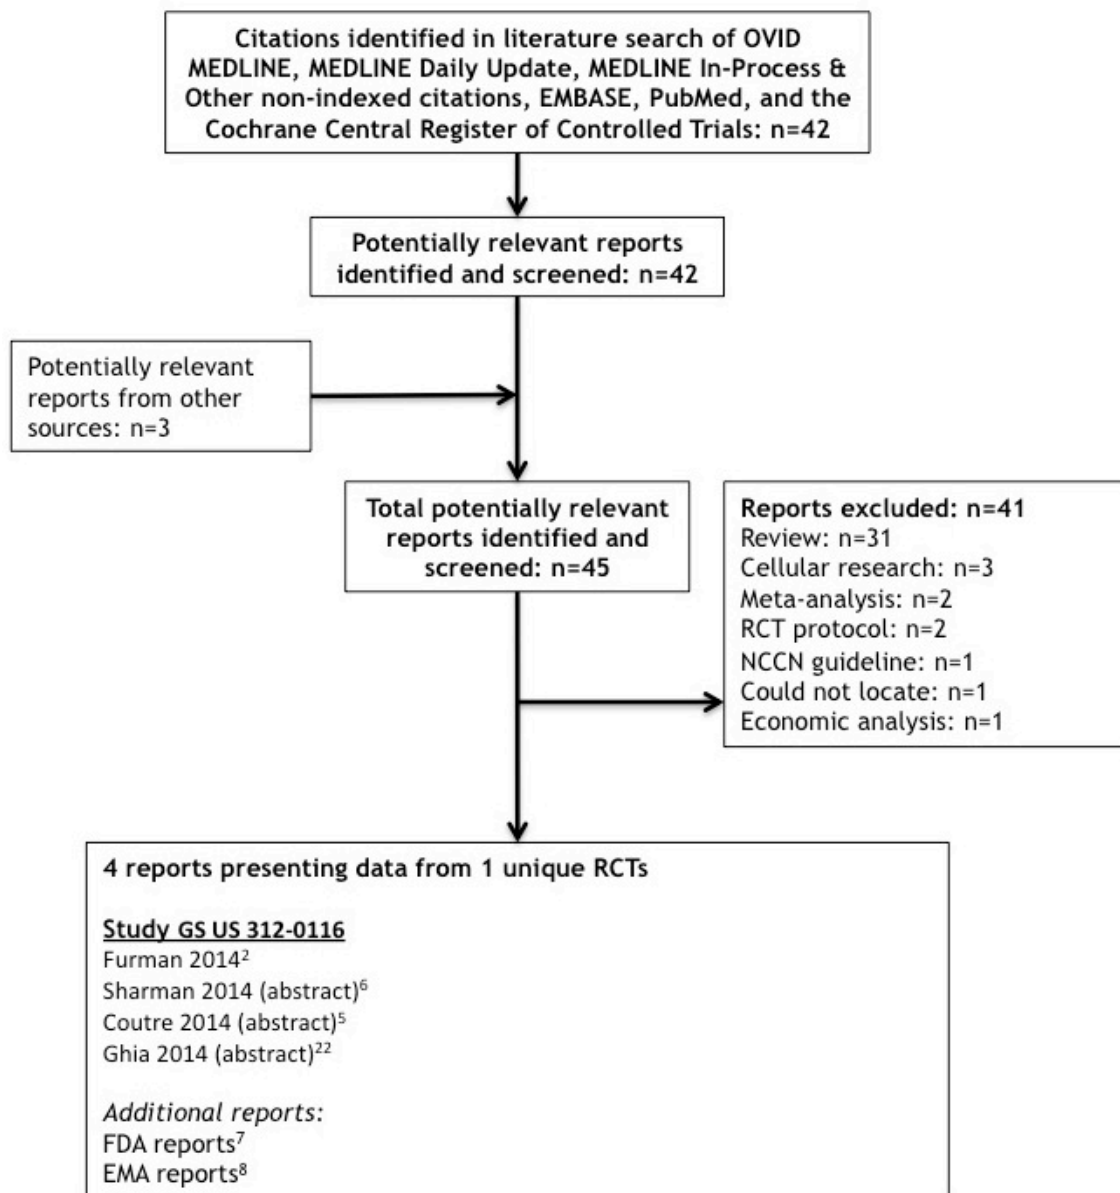 Citations identified in literature search of OVID
MEDLINE, MEDLINE Daily Update, MEDLINE In-Process &
Other non-indexed citations, EMBASE, PubMed, and the
Cochrane Central Register of Controlled Trials: n=42
Potentially relevant reports
identified and screened: n=42
Potentially relevant
reports from other
sources: n=3
Total potentially relevant
reports identified and
screened: n=45
Reports excluded: n=41
Review: n=31
Cellular research: n=3
Meta-analysis: n=2
RCT protocol: n=2
NCCN guideline: n=1
Could not locate: n=1
Economic analysis: n=1
4 reports presenting data from 1 unique RCTs
Study GS US 312-0116
Furman 2014²
Sharman 2014 (abstract)⁶
Coutre 2014 (abstract)⁵
Ghia 2014 (abstract)²²
Additional reports:
FDA reports⁷
EMA reports⁸